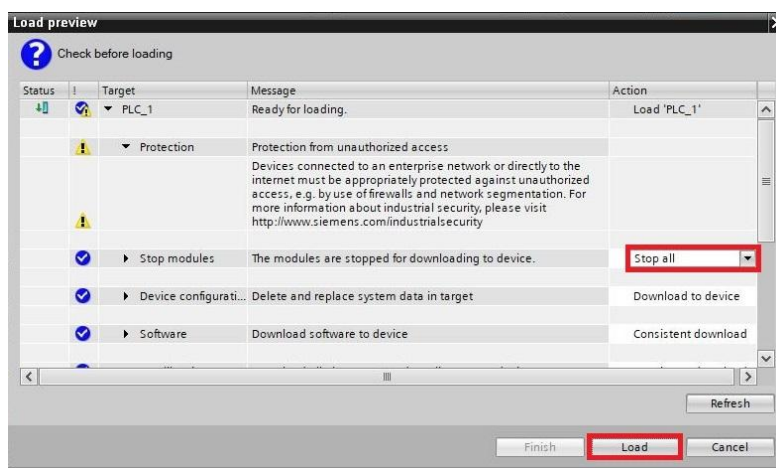 Load preview
Check before loading
Status ! Target Message Action
PLC_1 Ready for loading. Load 'PLC_1'
Protection Protection from unauthorized access
Devices connected to an enterprise network or directly to the
internet must be appropriately protected against unauthorized
access, e.g. by use of firewalls and network segmentation. For
more information about industrial security, please visit
http://www.siemens.com/industrialsecurity
Stop modules The modules are stopped for downloading to device. Stop all
Device configurati... Delete and replace system data in target Download to device
Software Download software to device Consistent download
Refresh
Finish Load Cancel